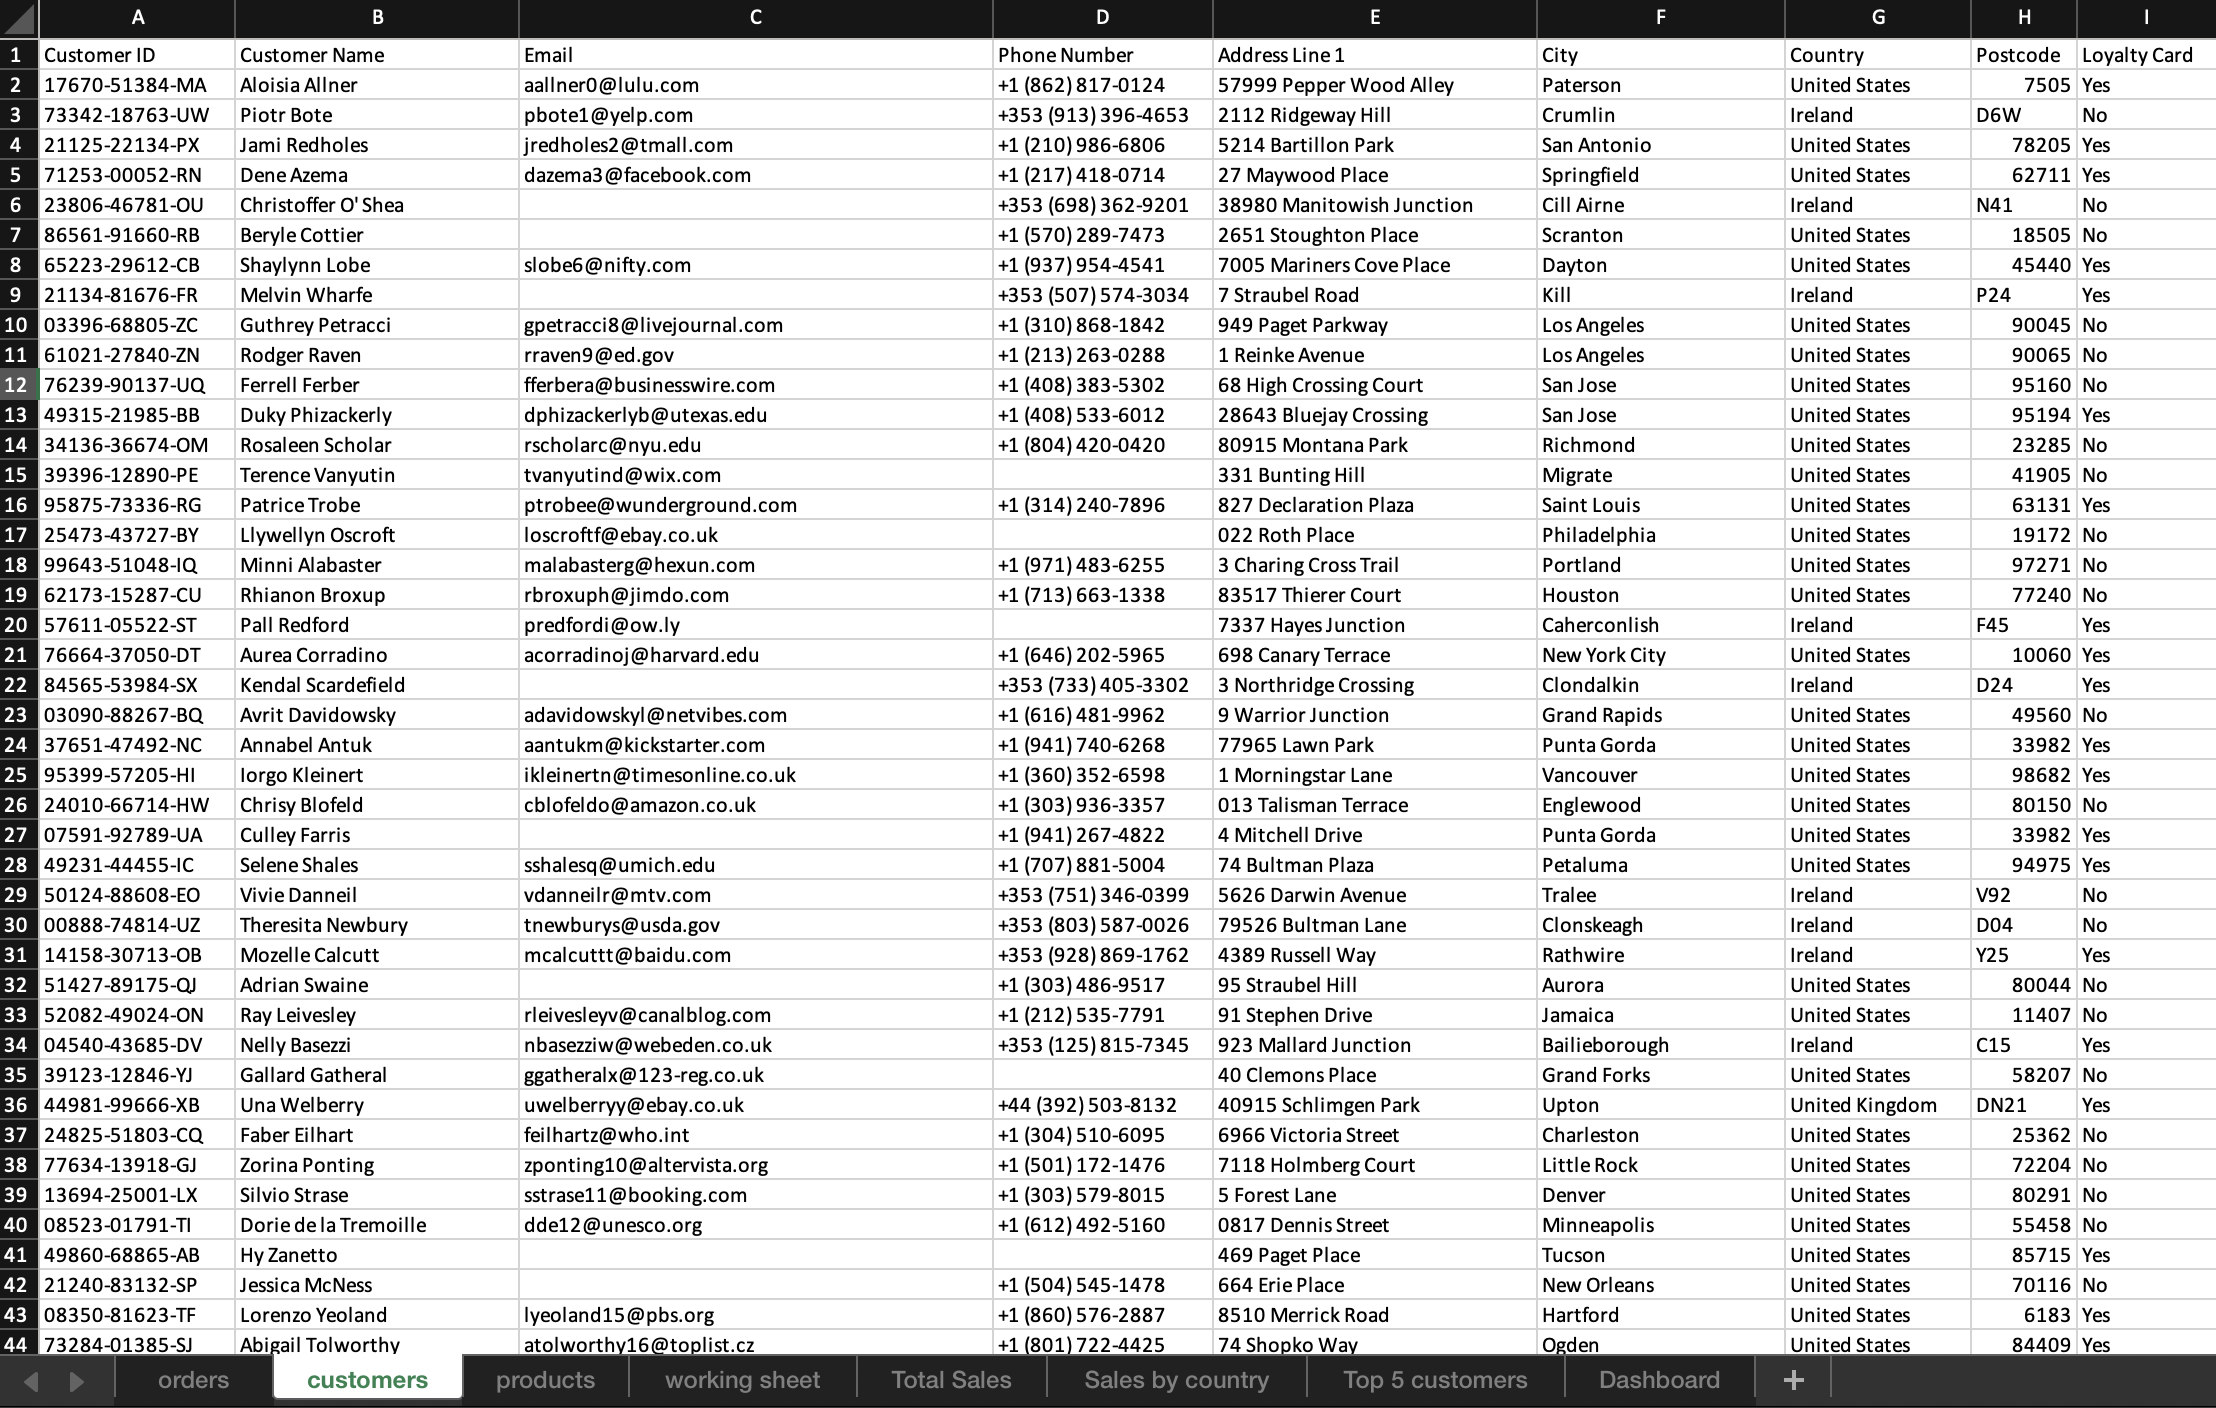 A B C D E F G H I
1 Customer ID Customer Name Email Phone Number Address Line 1 City Country Postcode Loyalty Card
2 17670-51384-MA Aloisia Allner aallner0@lulu.com +1 (862) 817-0124 57999 Pepper Wood Alley Paterson United States 7505 Yes
3 73342-18763-UW Piotr Bote pbote1@yelp.com +353 (913) 396-4653 2112 Ridgeway Hill Crumlin Ireland D6W No
4 21125-22134-PX Jami Redholes jredholes2@tmall.com +1 (210) 986-6806 5214 Bartillon Park San Antonio United States 78205 Yes
5 71253-00052-RN Dene Azema dazema3@facebook.com +1 (217) 418-0714 27 Maywood Place Springfield United States 62711 Yes
6 23806-46781-OU Christoffer O' Shea +353 (698) 362-9201 38980 Manitowish Junction Cill Airne Ireland N41 No
7 86561-91660-RB Beryle Cottier +1 (570) 289-7473 2651 Stoughton Place Scranton United States 18505 No
8 65223-29612-CB Shaylynn Lobe slobe6@nifty.com +1 (937) 954-4541 7005 Mariners Cove Place Dayton United States 45440 Yes
9 21134-81676-FR Melvin Wharfe +353 (507) 574-3034 7 Straubel Road Kill Ireland P24 Yes
10 03396-68805-ZC Guthrey Petracci gpetracci8@livejournal.com +1 (310) 868-1842 949 Paget Parkway Los Angeles United States 90045 No
11 61021-27840-ZN Rodger Raven rraven9@ed.gov +1 (213) 263-0288 1 Reinke Avenue Los Angeles United States 90065 No
12 76239-90137-UQ Ferrell Ferber fferbera@businesswire.com +1 (408) 383-5302 68 High Crossing Court San Jose United States 95160 No
13 49315-21985-BB Duky Phizackerly dphizackerlyb@utexas.edu +1 (408) 533-6012 28643 Bluejay Crossing San Jose United States 95194 Yes
14 34136-36674-OM Rosaleen Scholar rscholarc@nyu.edu +1 (804) 420-0420 80915 Montana Park Richmond United States 23285 No
15 39396-12890-PE Terence Vanyutin tvanyutind@wix.com 331 Bunting Hill Migrate United States 41905 No
16 95875-73336-RG Patrice Trobe ptrobee@wunderground.com +1 (314) 240-7896 827 Declaration Plaza Saint Louis United States 63131 Yes
17 25473-43727-BY Llywellyn Oscroft loscroftf@ebay.co.uk 022 Roth Place Philadelphia United States 19172 No
18 99643-51048-IQ Minni Alabaster malabasterg@hexun.com +1 (971) 483-6255 3 Charing Cross Trail Portland United States 97271 No
19 62173-15287-CU Rhianon Broxup rbroxuph@jimdo.com +1 (713) 663-1338 83517 Thierer Court Houston United States 77240 No
20 57611-05522-ST Pall Redford predfordi@ow.ly 7337 Hayes Junction Caherconlish Ireland F45 Yes
21 76664-37050-DT Aurea Corradino acorradinoj@harvard.edu +1 (646) 202-5965 698 Canary Terrace New York City United States 10060 Yes
22 84565-53984-SX Kendal Scardefield +353 (733) 405-3302 3 Northridge Crossing Clondalkin Ireland D24 Yes
23 03090-88267-BQ Avrit Davidowsky adavidowskyl@netvibes.com +1 (616) 481-9962 9 Warrior Junction Grand Rapids United States 49560 No
24 37651-47492-NC Annabel Antuk aantukm@kickstarter.com +1 (941) 740-6268 77965 Lawn Park Punta Gorda United States 33982 Yes
25 95399-57205-HI Iorgo Kleinert ikleinertn@timesonline.co.uk +1 (360) 352-6598 1 Morningstar Lane Vancouver United States 98682 Yes
26 24010-66714-HW Chrisy Blofeld cblofeldo@amazon.co.uk +1 (303) 936-3357 013 Talisman Terrace Englewood United States 80150 No
27 07591-92789-UA Culley Farris +1 (941) 267-4822 4 Mitchell Drive Punta Gorda United States 33982 Yes
28 49231-44455-IC Selene Shales sshalesq@umich.edu +1 (707) 881-5004 74 Bultman Plaza Petaluma United States 94975 Yes
29 50124-88608-EO Vivie Danneil vdanneilr@mtv.com +353 (751) 346-0399 5626 Darwin Avenue Tralee Ireland V92 No
30 00888-74814-UZ Theresita Newbury tnewburys@usda.gov +353 (803) 587-0026 79526 Bultman Lane Clonskeagh Ireland D04 No
31 14158-30713-OB Mozelle Calcutt mcalcuttt@baidu.com +353 (928) 869-1762 4389 Russell Way Rathwire Ireland Y25 Yes
32 51427-89175-QJ Adrian Swaine +1 (303) 486-9517 95 Straubel Hill Aurora United States 80044 No
33 52082-49024-ON Ray Leivesley rleivesleyv@canalblog.com +1 (212) 535-7791 91 Stephen Drive Jamaica United States 11407 No
34 04540-43685-DV Nelly Basezzi nbasezziw@webeden.co.uk +353 (125) 815-7345 923 Mallard Junction Bailieborough Ireland C15 Yes
35 39123-12846-YJ Gallard Gatheral ggatheralx@123-reg.co.uk 40 Clemons Place Grand Forks United States 58207 No
36 44981-99666-XB Una Welberry uwelberryy@ebay.co.uk +44 (392) 503-8132 40915 Schlimgen Park Upton United Kingdom DN21 Yes
37 24825-51803-CQ Faber Eilhart feilhartz@who.int +1 (304) 510-6095 6966 Victoria Street Charleston United States 25362 No
38 77634-13918-GJ Zorina Ponting zponting10@altervista.org +1 (501) 172-1476 7118 Holmberg Court Little Rock United States 72204 No
39 13694-25001-LX Silvio Strase sstrase11@booking.com +1 (303) 579-8015 5 Forest Lane Denver United States 80291 No
40 08523-01791-TI Dorie de la Tremoille dde12@unesco.org +1 (612) 492-5160 0817 Dennis Street Minneapolis United States 55458 No
41 49860-68865-AB Hy Zanetto 469 Paget Place Tucson United States 85715 Yes
42 21240-83132-SP Jessica McNess +1 (504) 545-1478 664 Erie Place New Orleans United States 70116 No
43 08350-81623-TF Lorenzo Yeoland lyeoland15@pbs.org +1 (860) 576-2887 8510 Merrick Road Hartford United States 6183 Yes
44 73284-01385-SJ Abigail Tolworthy atolworthy16@toplist.cz +1 (801) 722-4425 74 Shopko Way Ogden United States 84409 Yes
orders customers products working sheet Total Sales Sales by country Top 5 customers Dashboard +